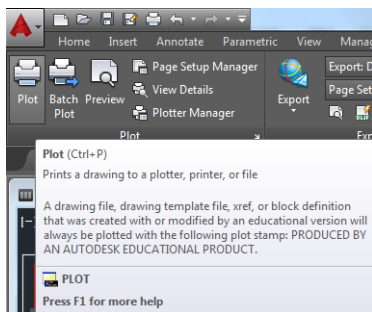 Home Insert Annotate Parametric View Manag
Plot
Batch Plot
Preview
Page Setup Manager
View Details
Plotter Manager
Export
Export: D
Page Set
Plot
Exp
Plot (Ctrl+P)
Prints a drawing to a plotter, printer, or file
A drawing file, drawing template file, xref, or block definition
that was created with or modified by an educational version will
always be plotted with the following plot stamp: PRODUCED BY
AN AUTODESK EDUCATIONAL PRODUCT.
PLOT
Press F1 for more help